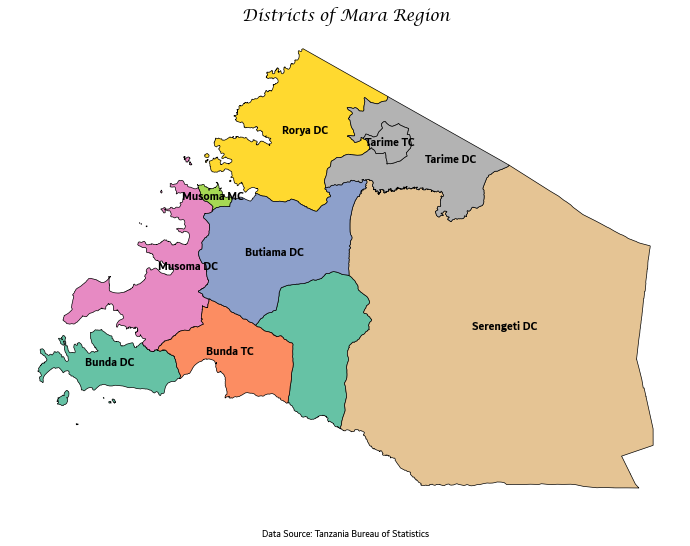 Districts of Mara Region
Rorya DC
Tarime TC
Tarime DC
Musoma MC
Butiama DC
Musoma DC
Serengeti DC
Bunda TC
Bunda DC
Data Source: Tanzania Bureau of Statistics